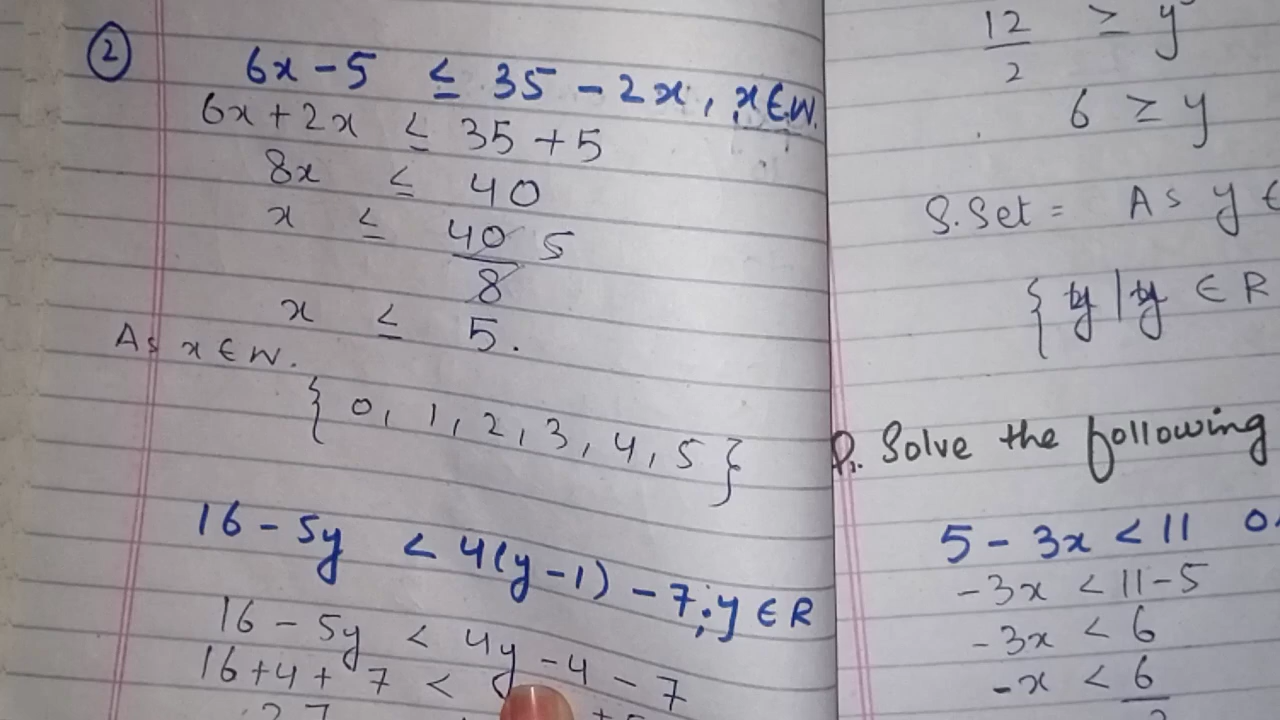 ②
6x - 5 ≤ 35 - 2x, x∈W.
6x + 2x ≤ 35 + 5
8x ≤ 40
x ≤ 40 5
8
x ≤ 5.
As x∈W.
{ 0, 1, 2, 3, 4, 5 }
16 - 5y < 4(y-1) - 7; y∈R
16 - 5y < 4y - 4 - 7
16 + 4 + 7 <
27
12 ≥ y
2
6 ≥ y
S.Set = As y ∈
{ y | y ∈ R
Solve the following
5 - 3x < 11
-3x < 11 - 5
-3x < 6
-x < 6